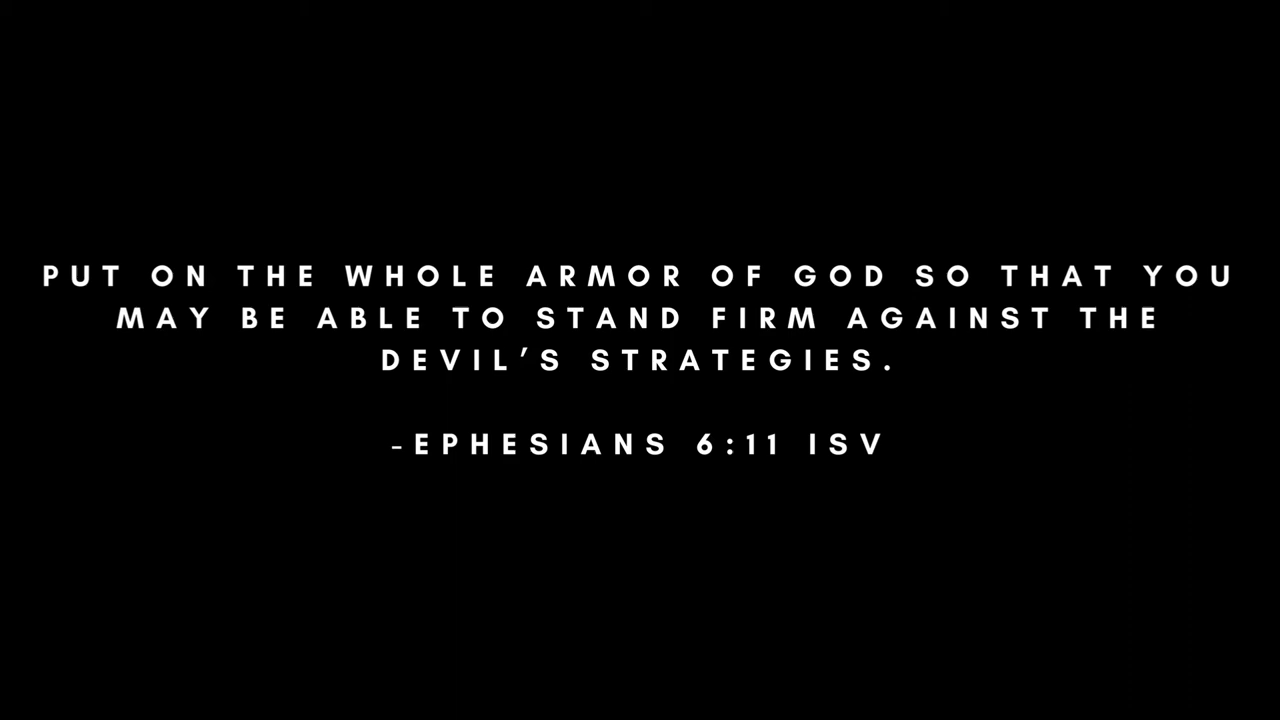 PUT ON THE WHOLE ARMOR OF GOD SO THAT YOU
MAY BE ABLE TO STAND FIRM AGAINST THE
DEVIL’S STRATEGIES.
-EPHESIANS 6:11 ISV